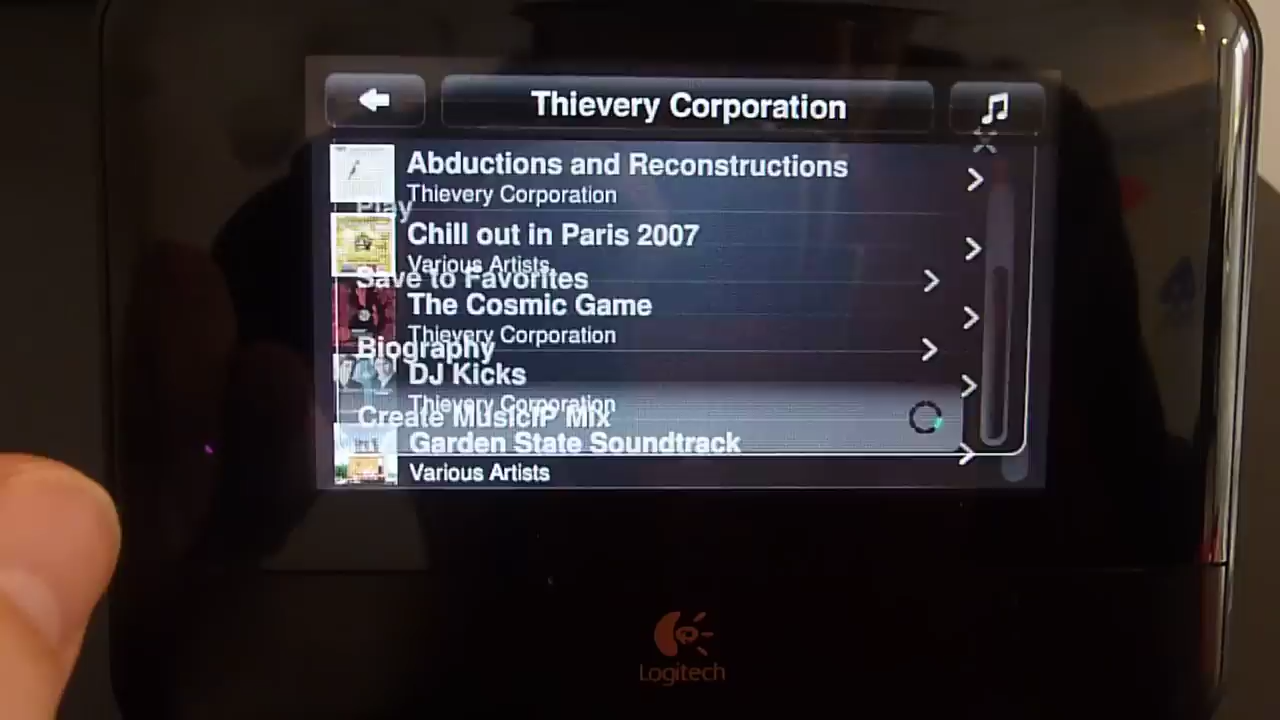 Thievery Corporation
Abductions and Reconstructions
Thievery Corporation
Play
Chill out in Paris 2007
Various Artists
Save to Favorites
The Cosmic Game
Thievery Corporation
Biography
DJ Kicks
Thievery Corporation
Create MusicIP Mix
Garden State Soundtrack
Various Artists
Logitech